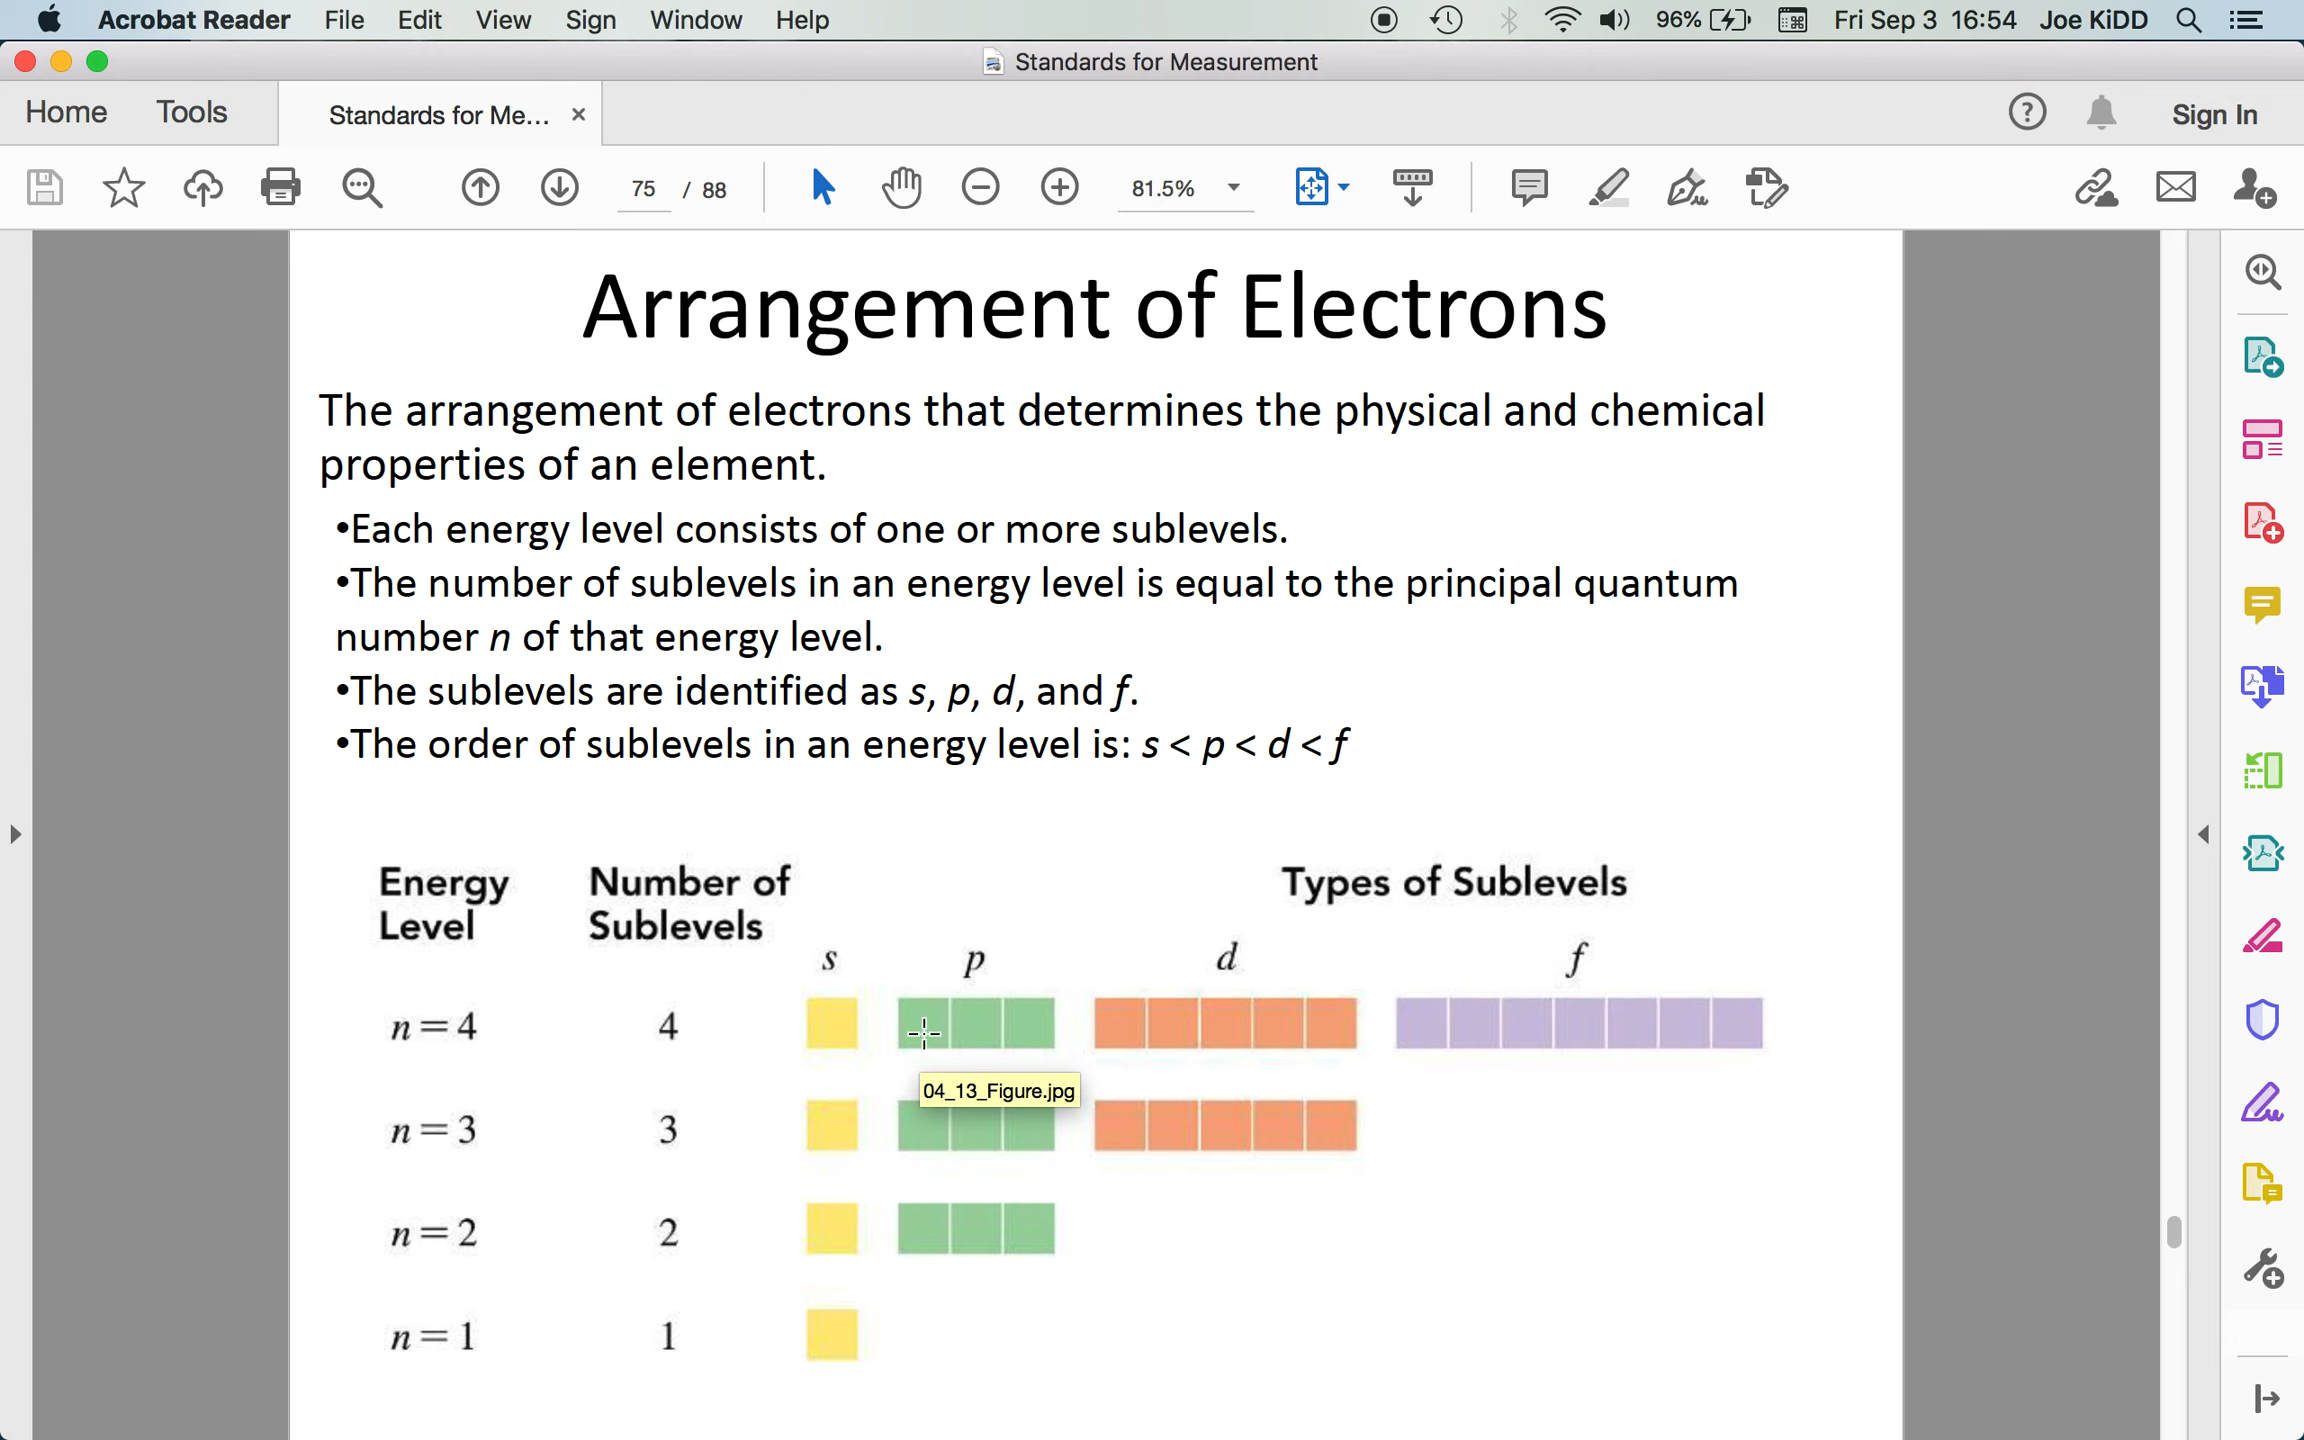 Acrobat Reader File Edit View Sign Window Help 96% Fri Sep 3 16:54 Joe KiDD
Standards for Measurement
Home Tools Standards for Me... × ? Sign In
75 / 88 81.5%
Arrangement of Electrons
The arrangement of electrons that determines the physical and chemical
properties of an element.
•Each energy level consists of one or more sublevels.
•The number of sublevels in an energy level is equal to the principal quantum
number n of that energy level.
•The sublevels are identified as s, p, d, and f.
•The order of sublevels in an energy level is: s < p < d < f
Energy Number of Types of Sublevels
Level Sublevels
s p d f
n = 4 4
04_13_Figure.jpg
n = 3 3
n = 2 2
n = 1 1